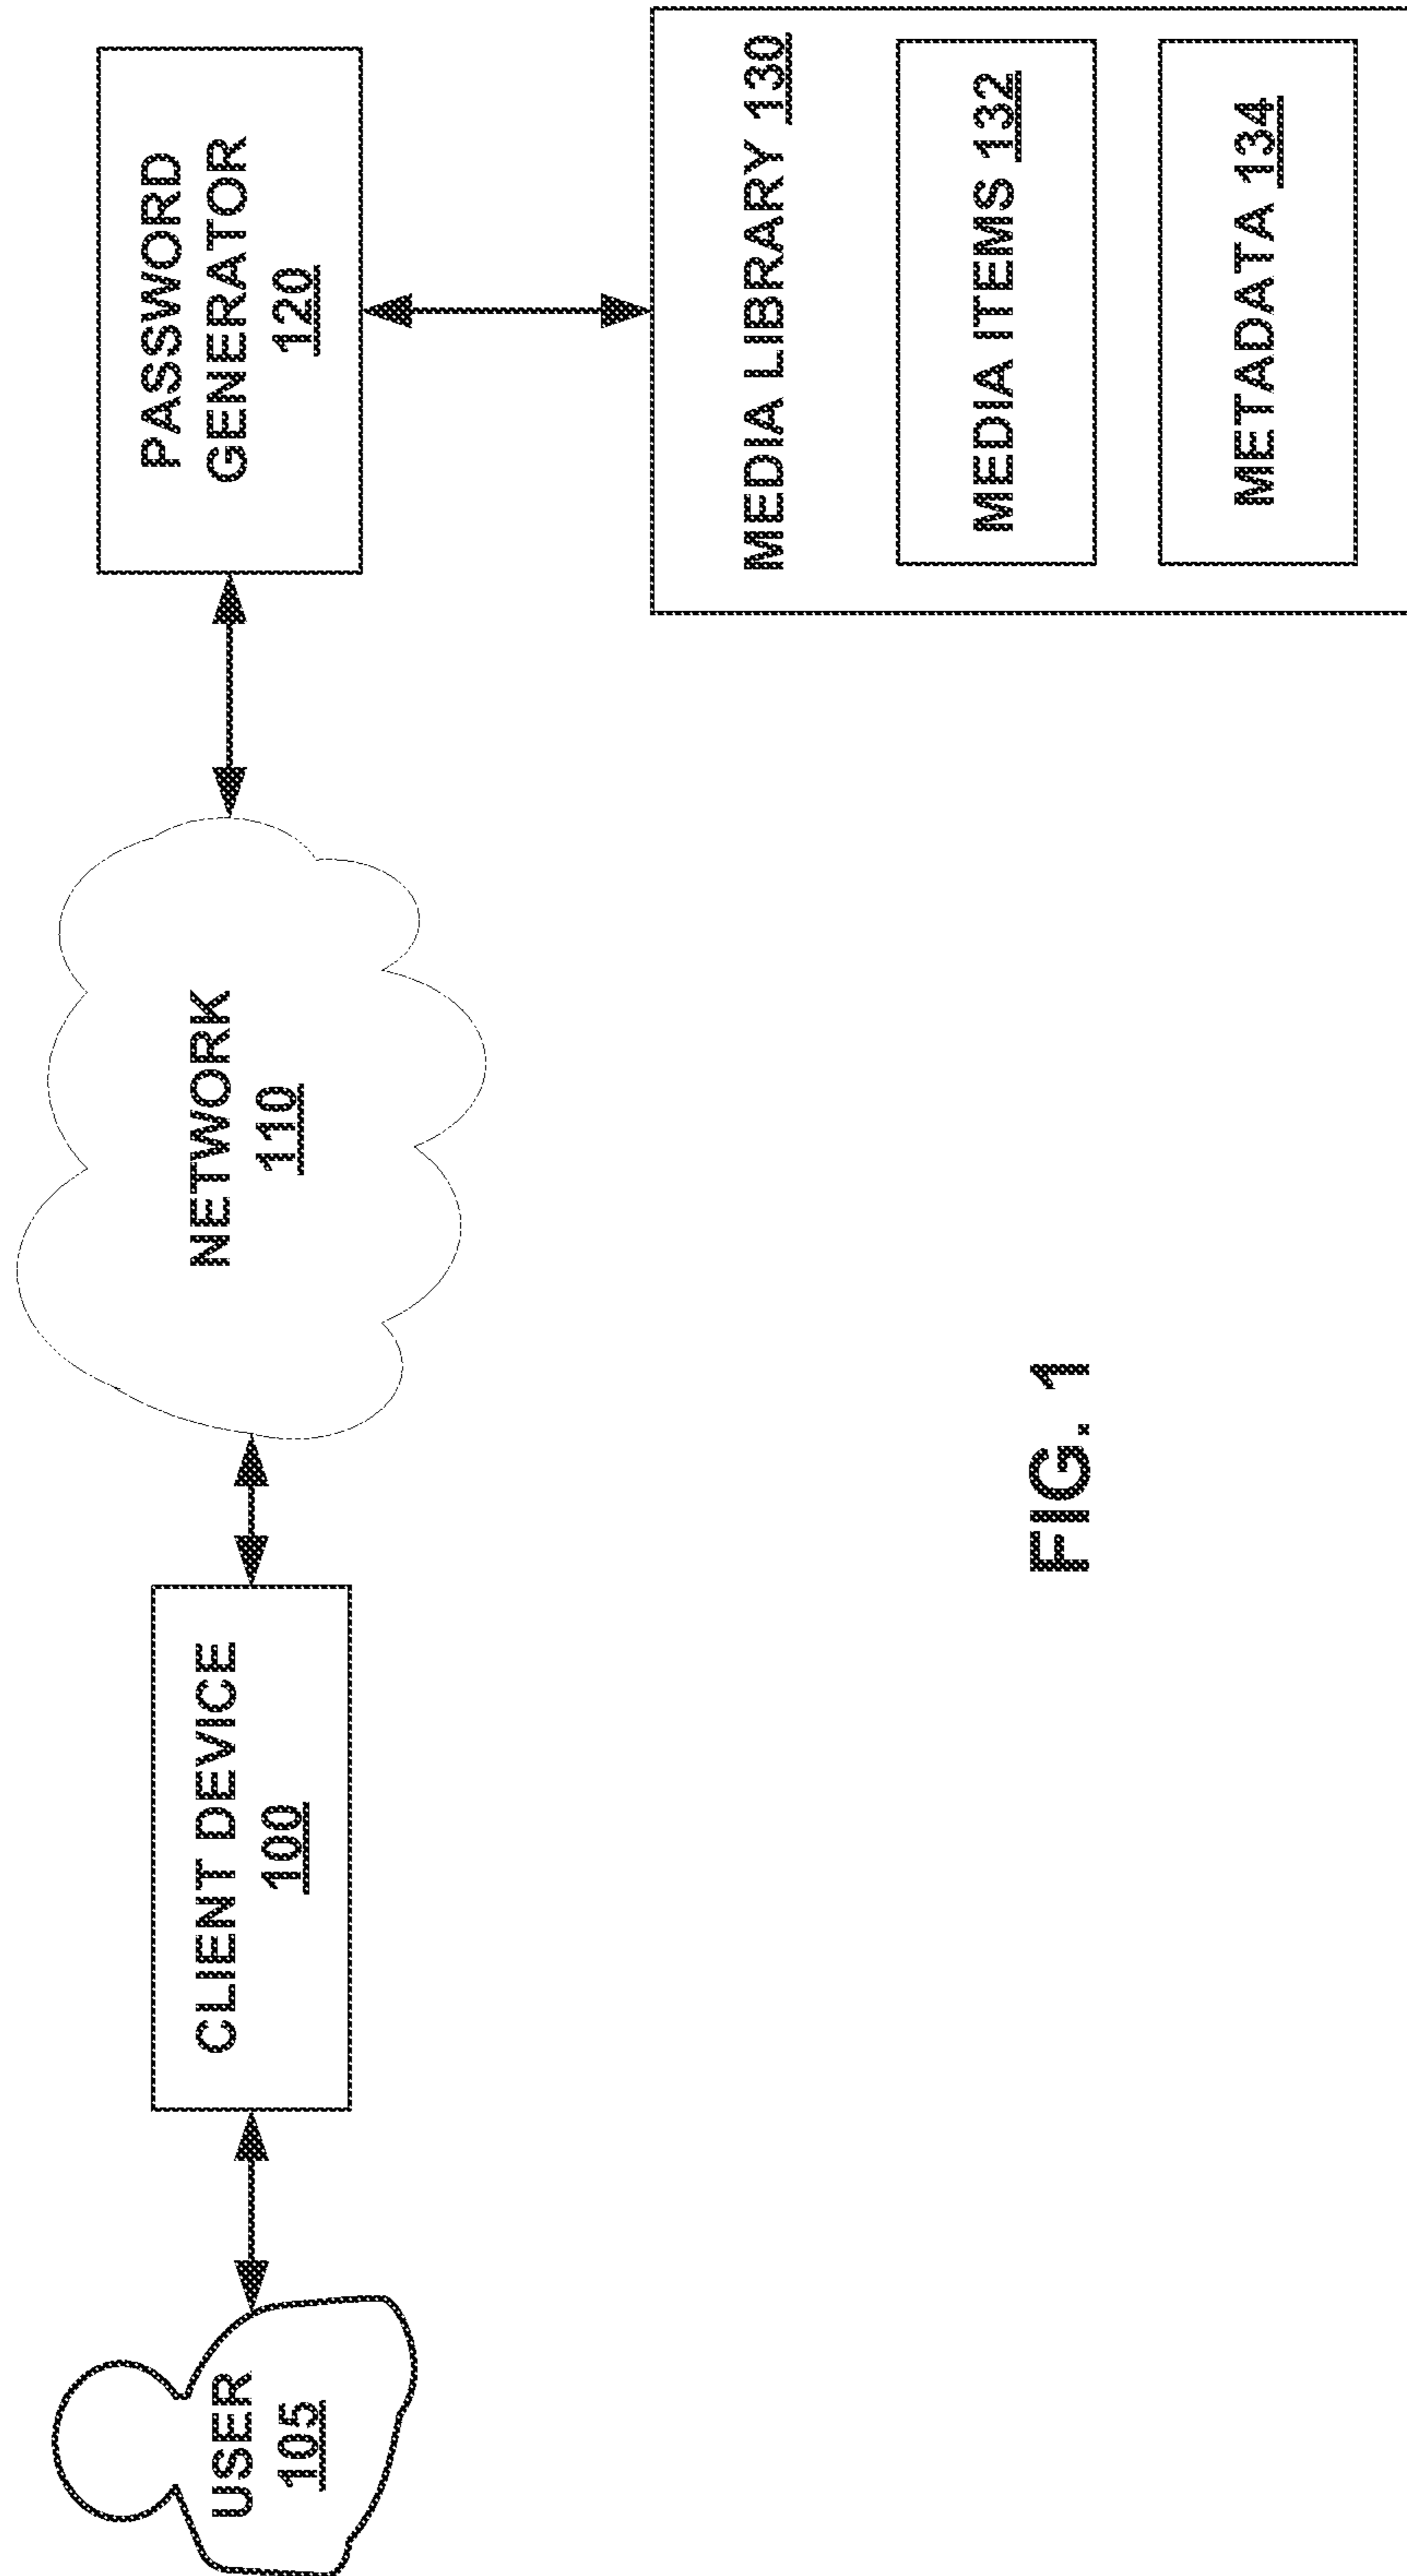 USER
105
CLIENT DEVICE
100
NETWORK
110
PASSWORD
GENERATOR
120
MEDIA LIBRARY 130
MEDIA ITEMS 132
METADATA 134
FIG. 1